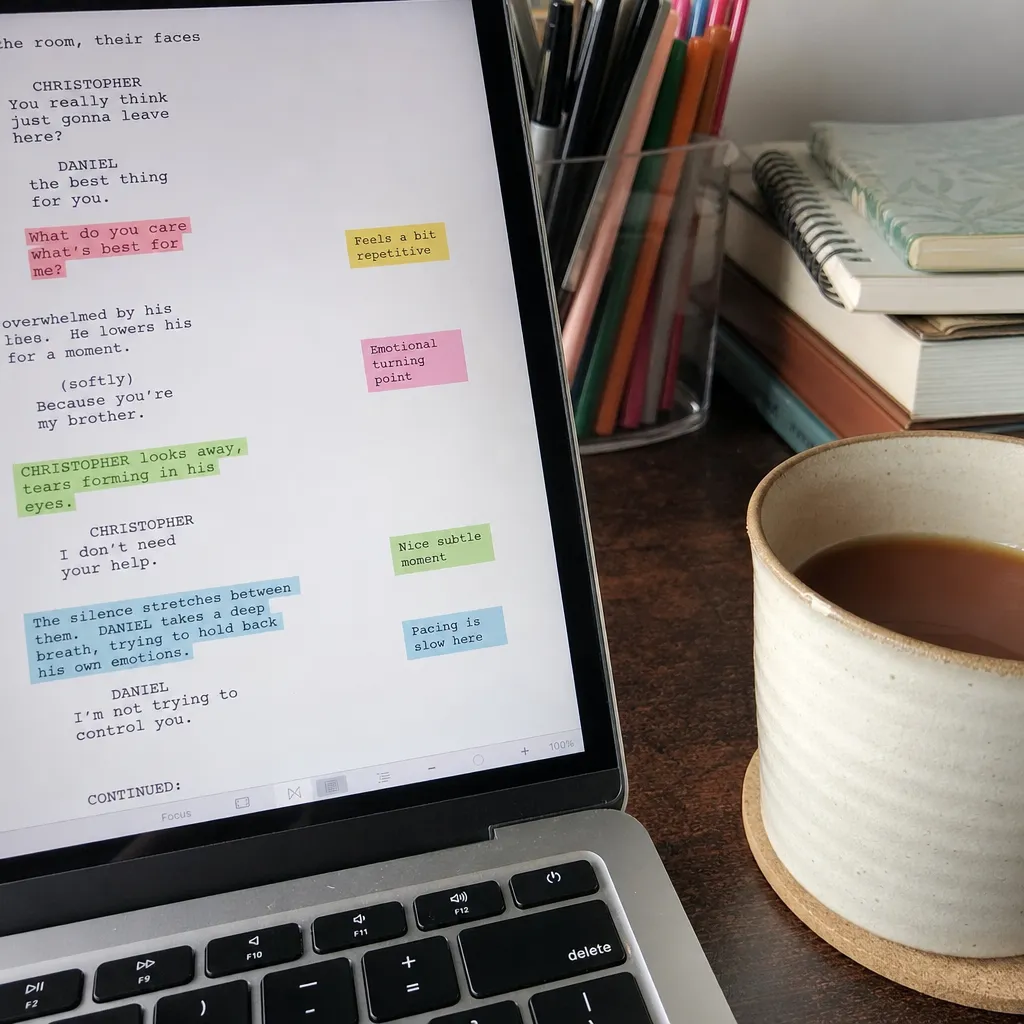 the room, their faces
CHRISTOPHER
You really think
just gonna leave
here?
DANIEL
the best thing
for you.
What do you care
what's best for
me?
Feels a bit
repetitive
overwhelmed by his
He lowers his
for a moment.
Emotional
turning
point
(softly)
Because you're
my brother.
CHRISTOPHER looks away,
tears forming in his
eyes.
CHRISTOPHER
I don't need
your help.
Nice subtle
moment
The silence stretches between
them. DANIEL takes a deep
breath, trying to hold back
his own emotions.
Pacing is
slow here
DANIEL
I'm not trying to
control you.
CONTINUED:
Focus
100%
F2
F9
F10
F11
F12
)
—
-
+
=
delete